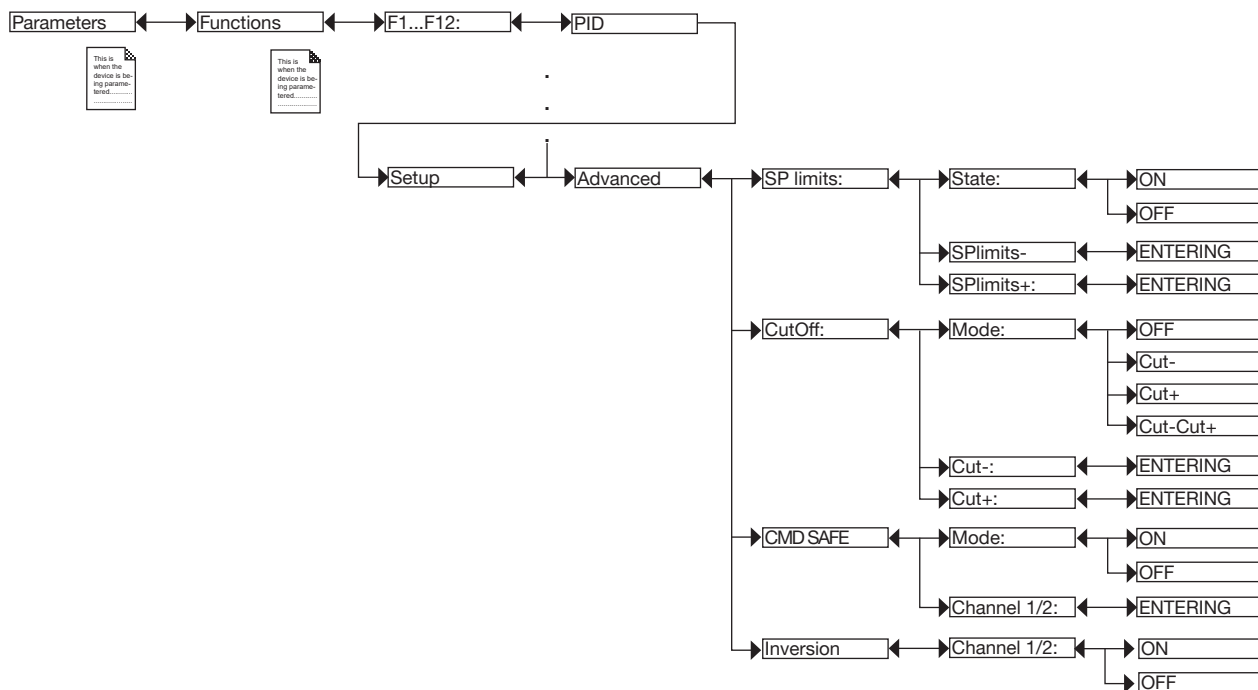 Parameters Functions F1...F12: PID
This is
when the
device is be-
ing parame-
tered............
......................
This is
when the
device is be-
ing parame-
tered............
......................
Setup Advanced SP limits: State: ON
OFF
SPlimits- ENTERING
SPlimits+: ENTERING
CutOff: Mode: OFF
Cut-
Cut+
Cut-Cut+
Cut-: ENTERING
Cut+: ENTERING
CMD SAFE Mode: ON
OFF
Channel 1/2: ENTERING
Inversion Channel 1/2: ON
OFF